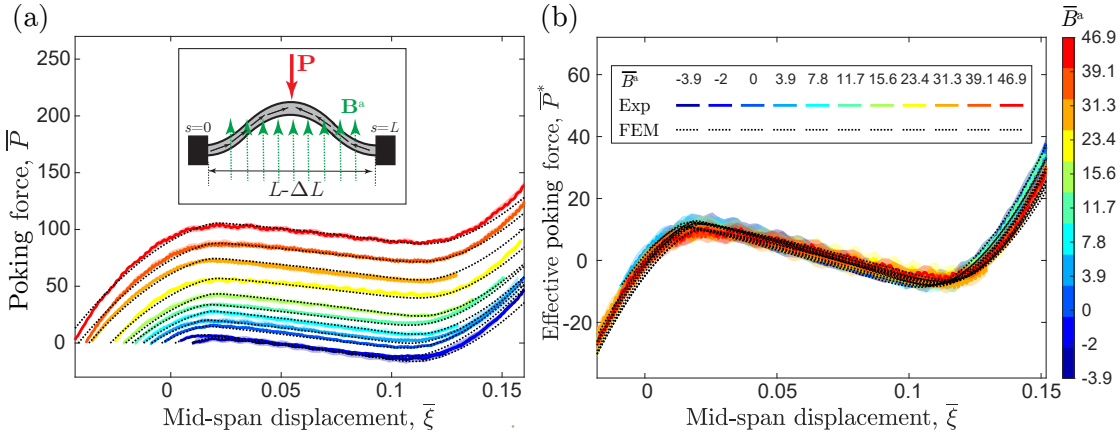 (a)
250
200
150
100
50
0
Poking force, P̅
P
Bᵃ
s=0
s=L
L-ΔL
0
0.05
0.1
0.15
Mid-span displacement, ξ̅
(b)
60
40
20
0
-20
Effective poking force, P̅*
B̅ᵃ -3.9 -2 0 3.9 7.8 11.7 15.6 23.4 31.3 39.1 46.9
Exp
FEM
0
0.05
0.1
0.15
Mid-span displacement, ξ̅
B̅ᵃ
46.9
39.1
31.3
23.4
15.6
11.7
7.8
3.9
0
-2
-3.9